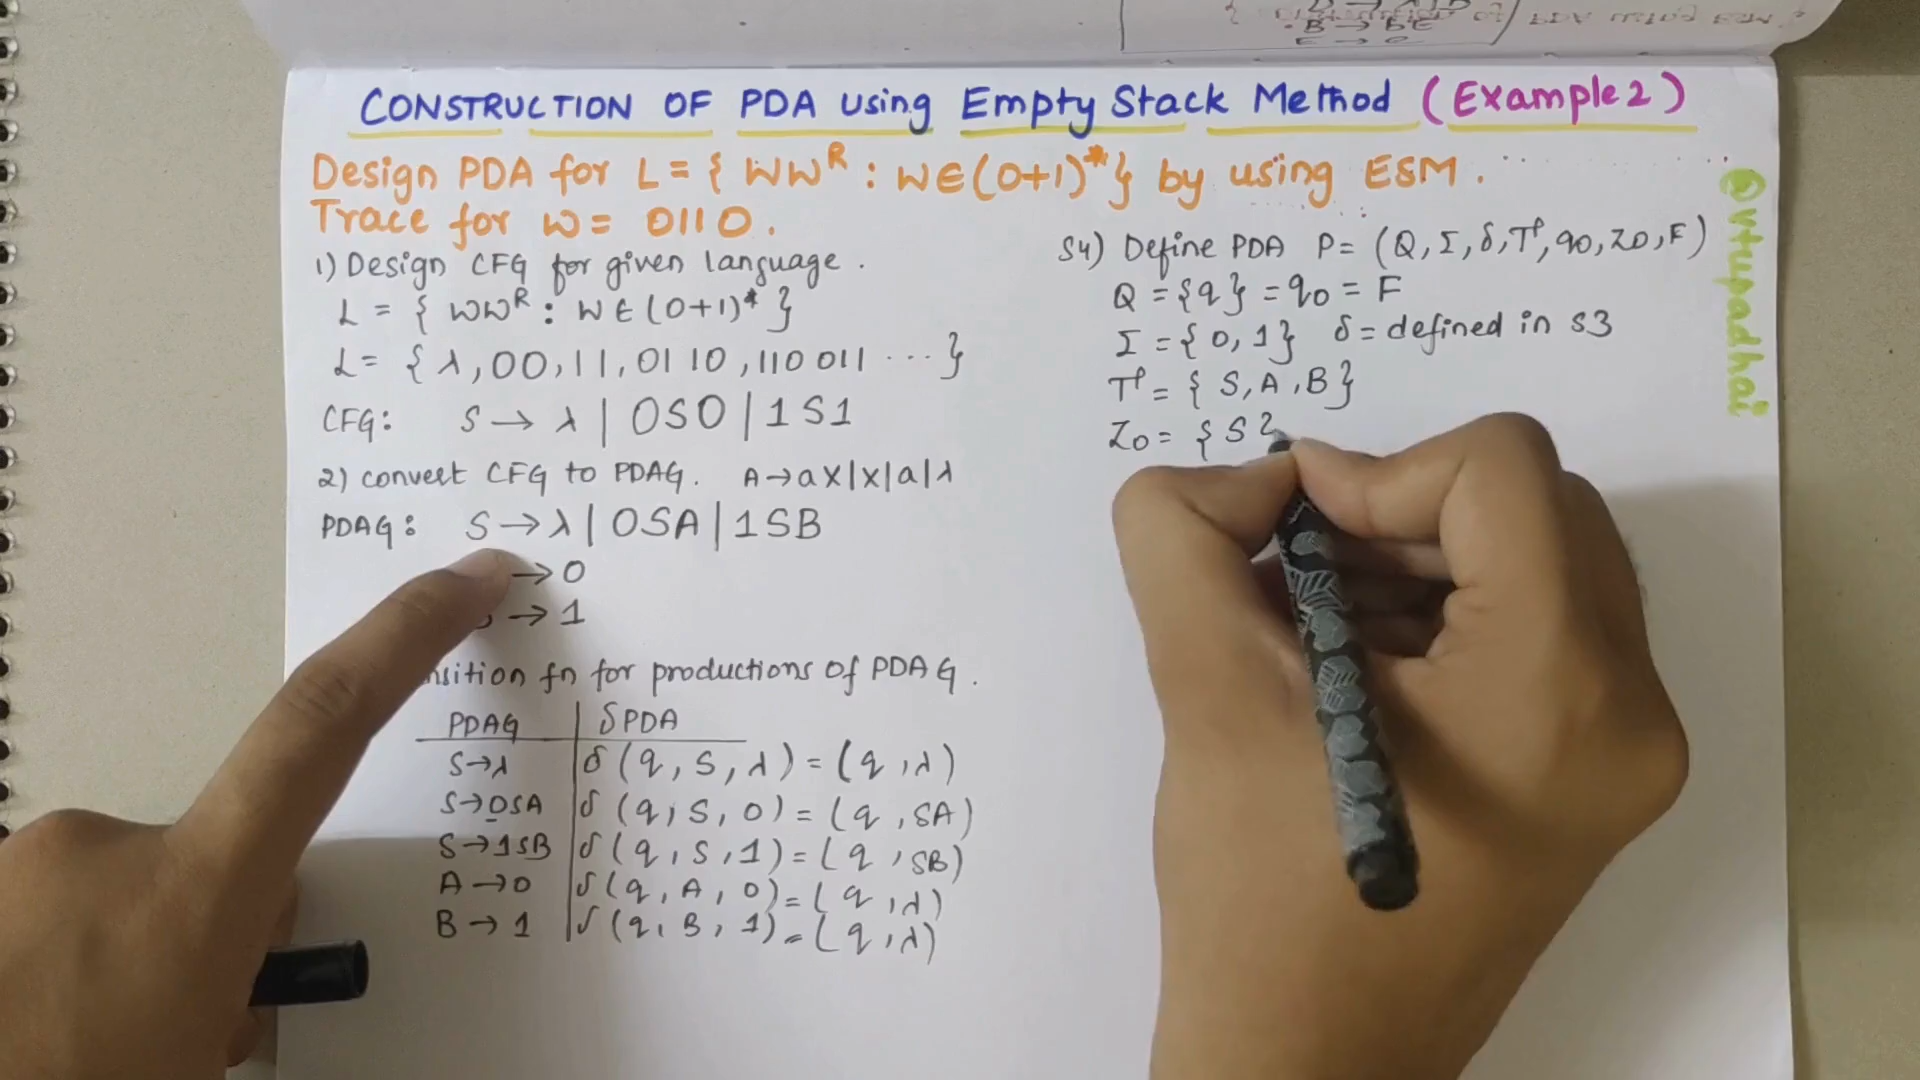 B → BE
E → e
CONSTRUCTION OF PDA using Empty Stack Method (Example 2)
Design PDA for L = { WW^R : W∈(0+1)* } by using ESM.
Trace for w = 0110.
1) Design CFG for given language.
L = { WW^R : W∈(0+1)* }
L = { λ, 00, 11, 0110, 110 011 ... }
CFG: S → λ | 0S0 | 1S1
2) convert CFG to PDAG. A → aX|X|a|λ
PDAG: S → λ | 0SA | 1SB
→ 0
→ 1
nsition fn for productions of PDAG.
PDAG | δPDA
S→λ | δ(q, S, λ) = (q, λ)
S→0SA | δ(q, S, 0) = (q, SA)
S→1SB | δ(q, S, 1) = (q, SB)
A→0 | δ(q, A, 0) = (q, λ)
B→1 | δ(q, B, 1) = (q, λ)
S4) Define PDA P = (Q, Σ, δ, Γ, q0, Z0, F)
Q = {q} = q0 = F
Σ = {0, 1} δ = defined in S3
Γ = { S, A, B}
Z0 = { S }
@vtupadhai